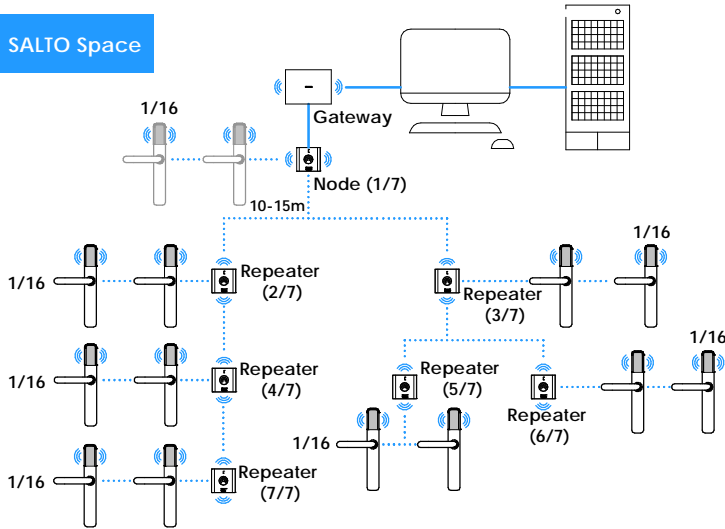 SALTO Space
1/16
Gateway
Node (1/7)
10-15m
1/16
1/16
Repeater
(2/7)
Repeater
(3/7)
1/16
Repeater
(4/7)
Repeater
(5/7)
1/16
Repeater
(6/7)
1/16
1/16
Repeater
(7/7)